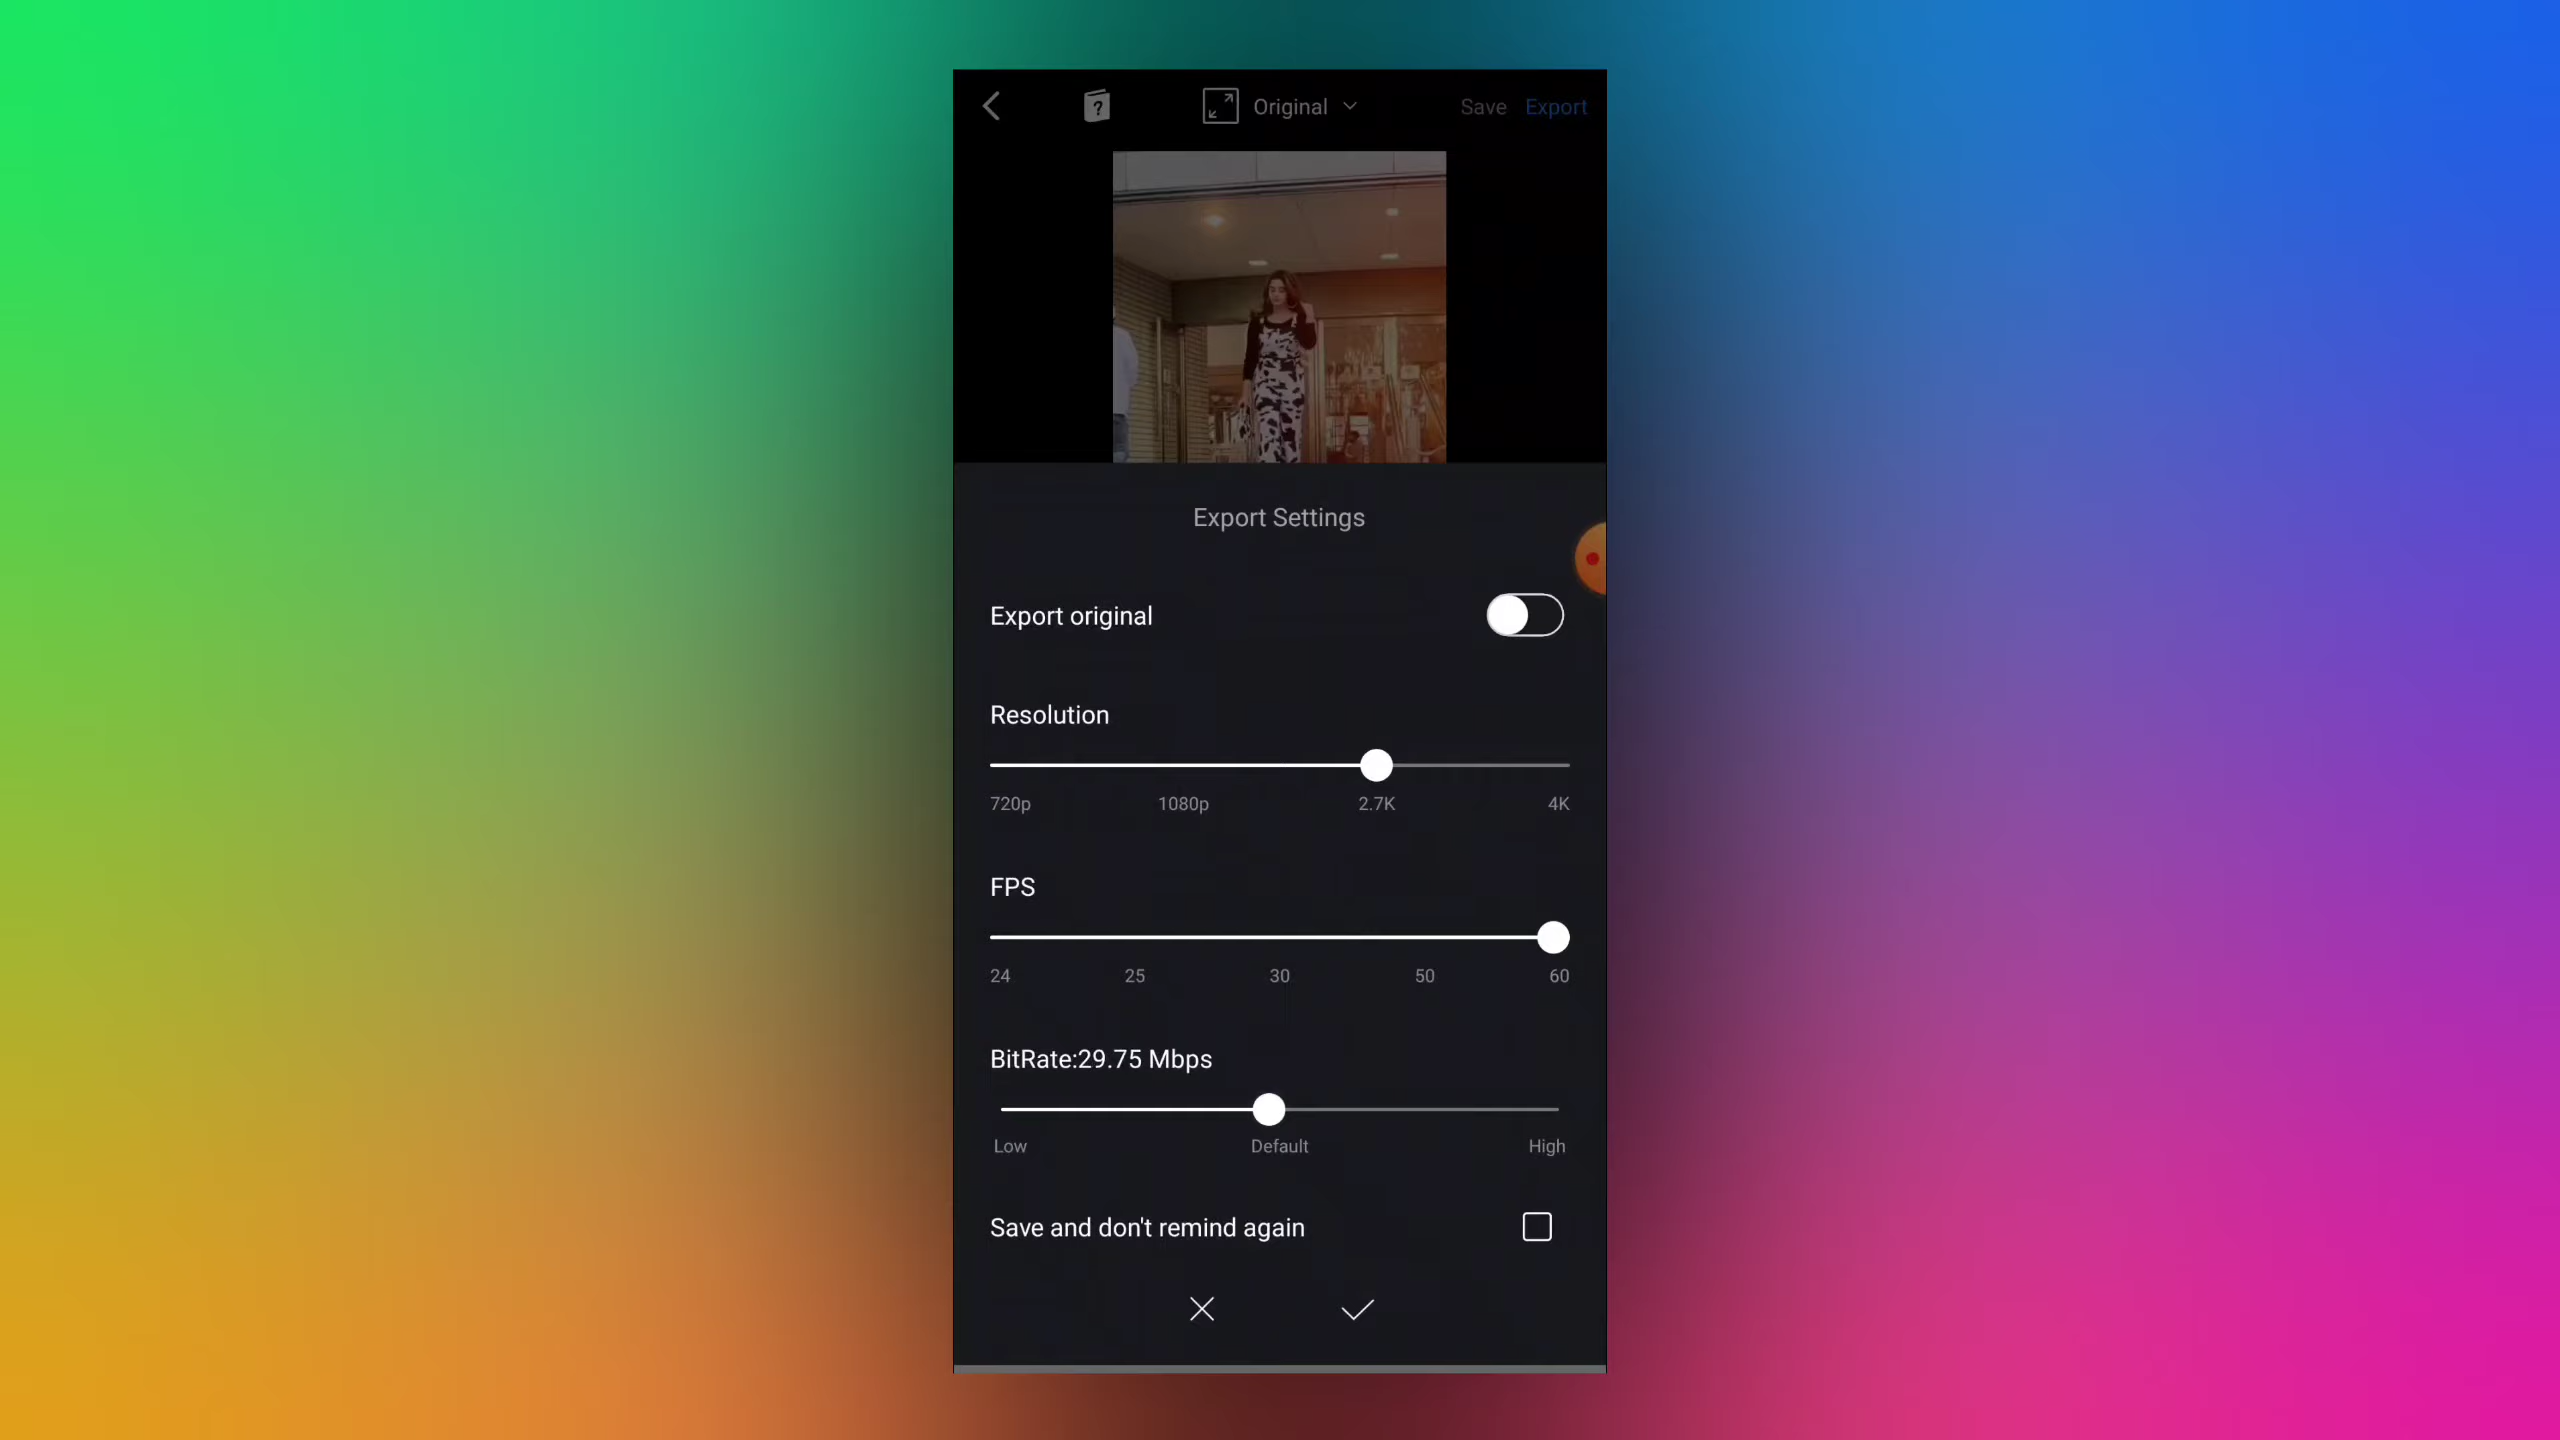 Original
Save Export
Export Settings
Export original
Resolution
720p 1080p 2.7K 4K
FPS
24 25 30 50 60
BitRate:29.75 Mbps
Low Default High
Save and don't remind again